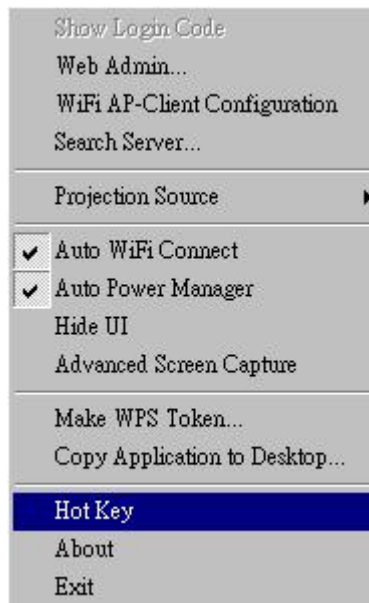 Show Login Code
Web Admin...
WiFi AP-Client Configuration
Search Server...
Projection Source
Auto WiFi Connect
Auto Power Manager
Hide UI
Advanced Screen Capture
Make WPS Token...
Copy Application to Desktop...
Hot Key
About
Exit